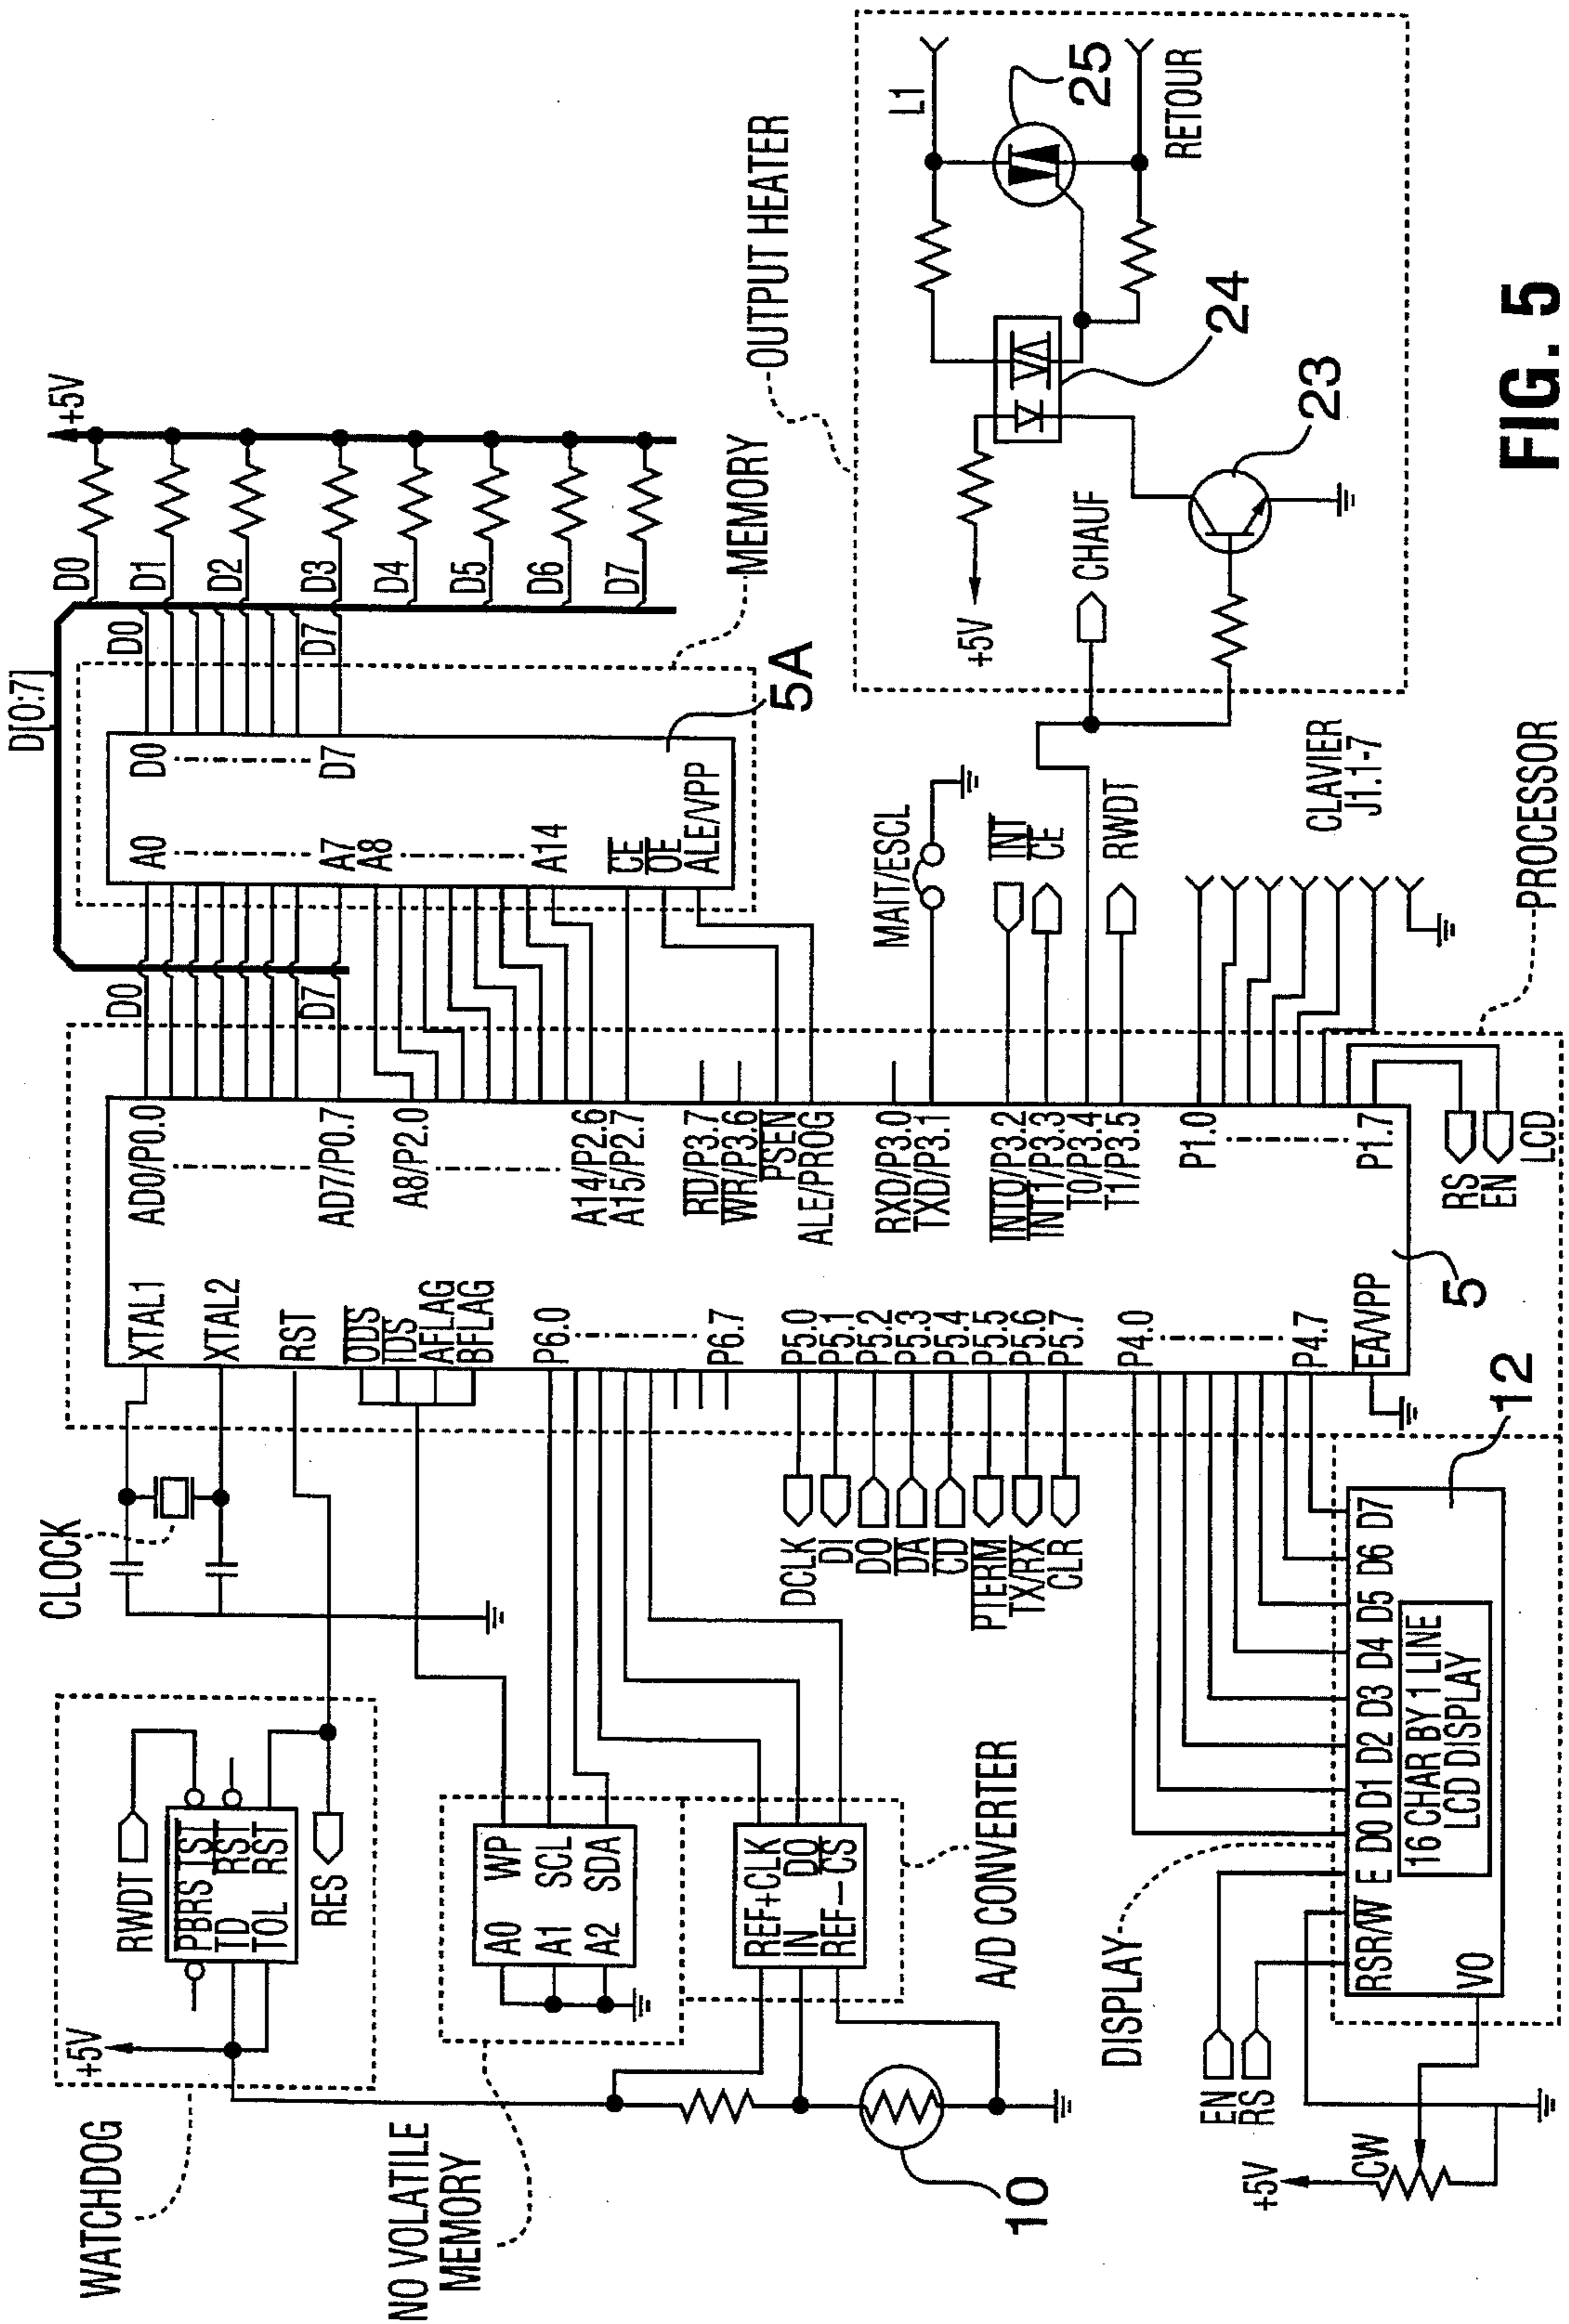 WATCHDOG
+5V
RWDT
PBRS TST
TD RST
TOL RST
RES
CLOCK
NO VOLATILE
MEMORY
A0 WP
A1 SCL
A2 SDA
REF+CLK
IN DO
REF- CS
A/D CONVERTER
10
XTAL1
XTAL2
RST
ODS
IDS
AFLAG
BFLAG
P6.0
P6.7
P5.0
P5.1
P5.2
P5.3
P5.4
P5.5
P5.6
P5.7
P4.0
P4.7
EA/VPP
DCLK
DI
DO
DA
CD
PTERM
TX/RX
CLR
AD0/P0.0
AD7/P0.7
A8/P2.0
A14/P2.6
A15/P2.7
RD/P3.7
WR/P3.6
PSEN
ALE/PROG
RXD/P3.0
TXD/P3.1
INT0/P3.2
INT1/P3.3
T0/P3.4
T1/P3.5
P1.0
P1.7
5
RS
EN
LCD
PROCESSOR
DISPLAY
EN
RS
+5V
CW
RSR/W E D0 D1 D2 D3 D4 D5 D6 D7
16 CHAR BY 1 LINE
LCD DISPLAY
VO
12
D[0:7]
D0
D7
A0
A7
A8
A14
CE
OE
ALE/VPP
D0
D7
5A
D0
D7
MEMORY
D0
D1
D2
D3
D4
D5
D6
D7
+5V
MAIT/ESCL
INT
CE
RWDT
CLAVIER
J1.1-7
OUTPUT HEATER
+5V
CHAUF
23
24
25
L1
RETOUR
FIG. 5